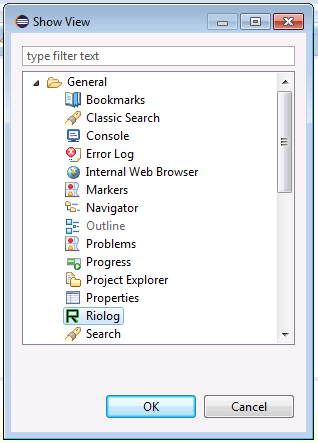 Show View
type filter text
General
Bookmarks
Classic Search
Console
Error Log
Internal Web Browser
Markers
Navigator
Outline
Problems
Progress
Project Explorer
Properties
Riolog
Search
OK Cancel